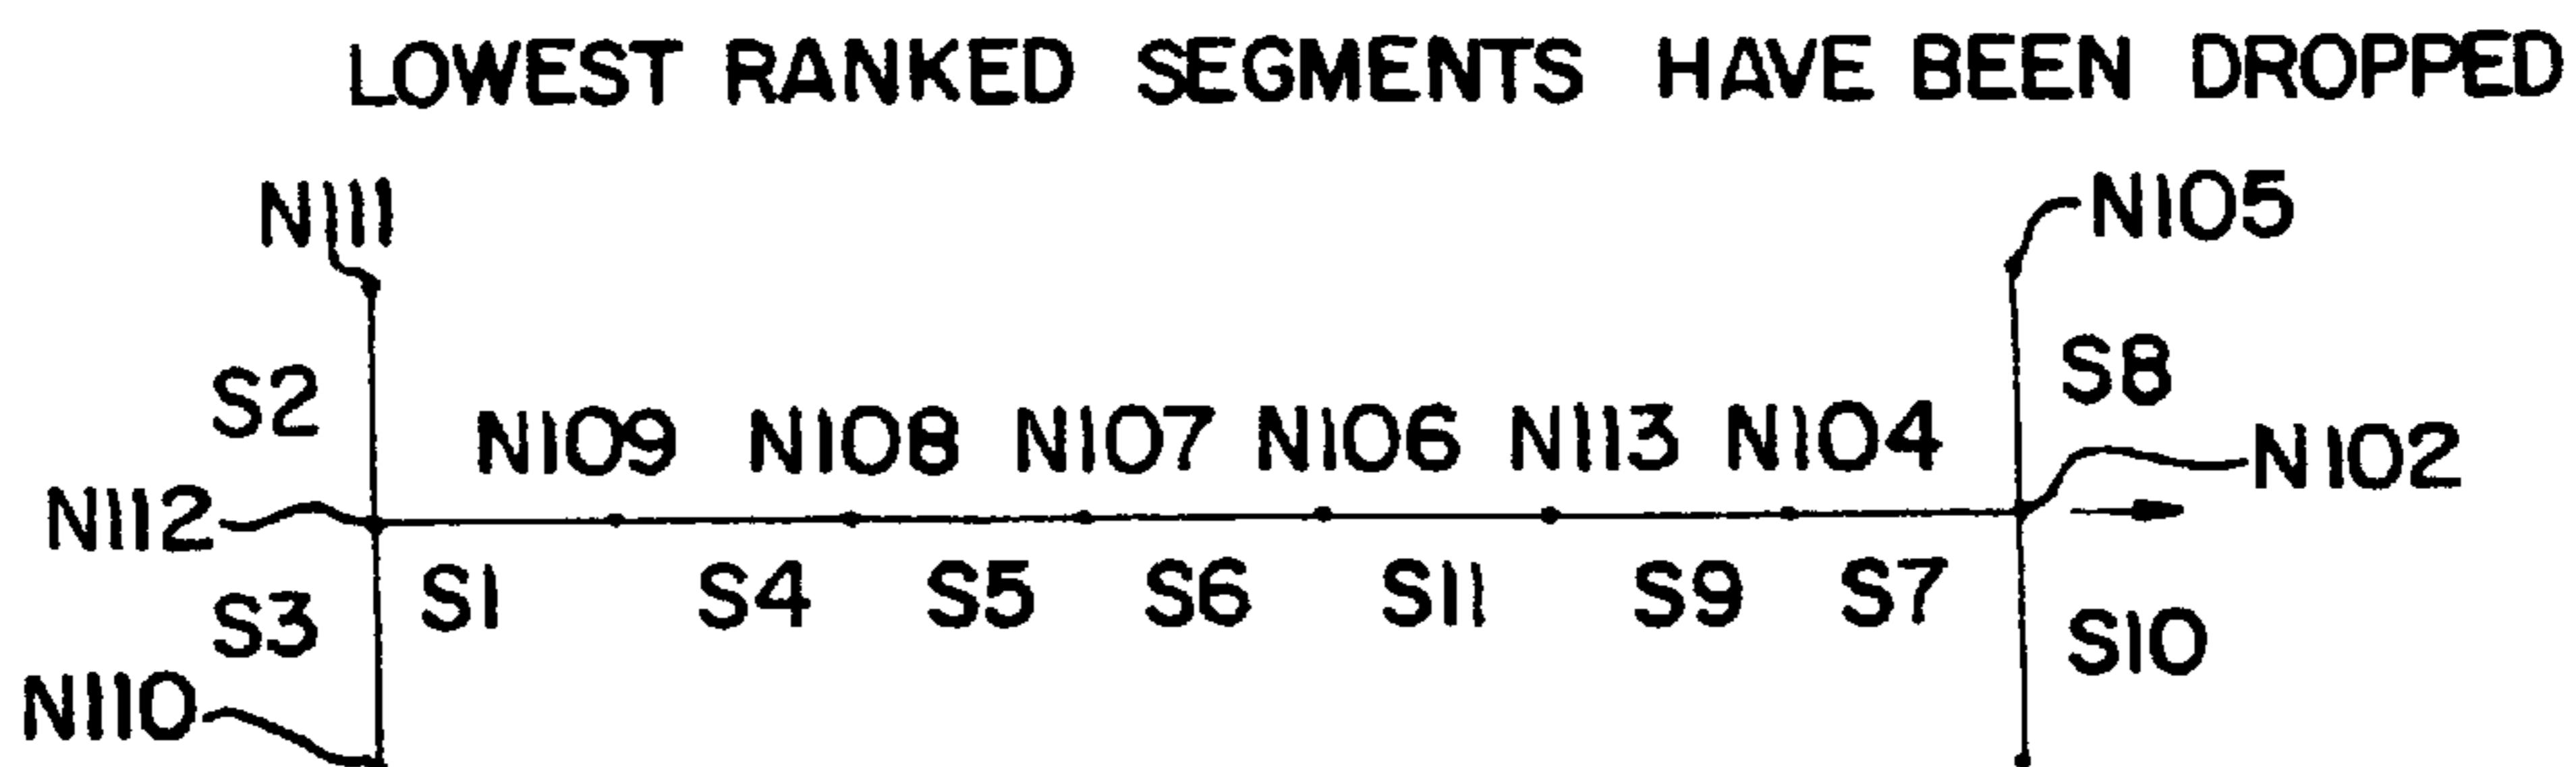 LOWEST RANKED SEGMENTS HAVE BEEN DROPPED
N111 N105
S2 S8
N109 N108 N107 N106 N113 N104 N102
N112
S1 S4 S5 S6 S11 S9 S7
S3 S10
N110